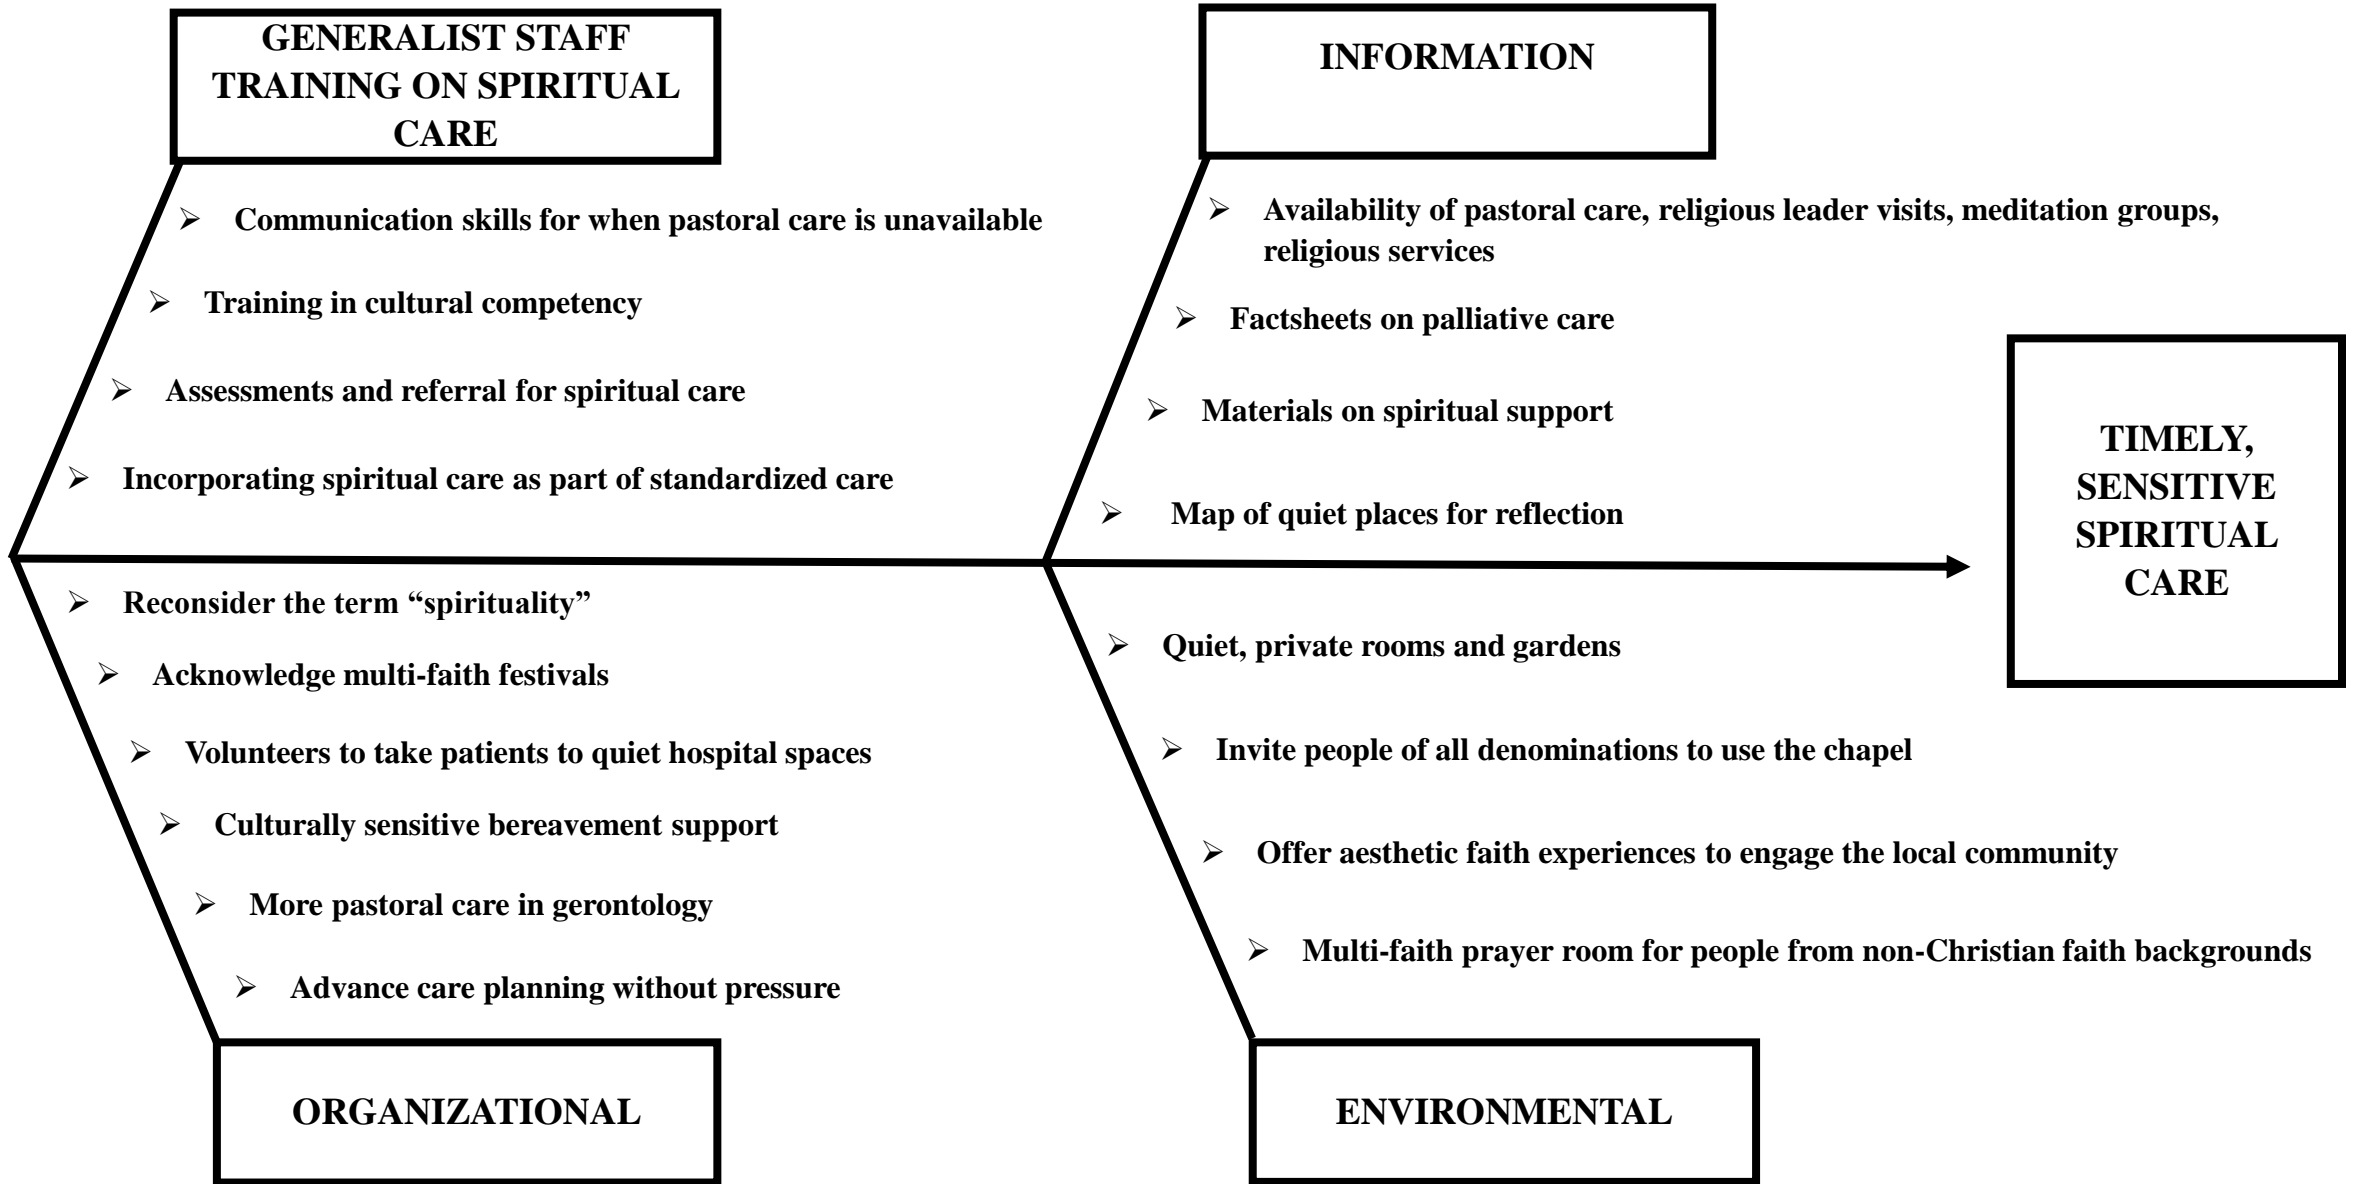 GENERALIST STAFF
TRAINING ON SPIRITUAL
CARE
Communication skills for when pastoral care is unavailable
Training in cultural competency
Assessments and referral for spiritual care
Incorporating spiritual care as part of standardized care
INFORMATION
Availability of pastoral care, religious leader visits, meditation groups,
religious services
Factsheets on palliative care
Materials on spiritual support
Map of quiet places for reflection
TIMELY,
SENSITIVE
SPIRITUAL
CARE
Reconsider the term “spirituality”
Acknowledge multi-faith festivals
Volunteers to take patients to quiet hospital spaces
Culturally sensitive bereavement support
More pastoral care in gerontology
Advance care planning without pressure
ORGANIZATIONAL
Quiet, private rooms and gardens
Invite people of all denominations to use the chapel
Offer aesthetic faith experiences to engage the local community
Multi-faith prayer room for people from non-Christian faith backgrounds
ENVIRONMENTAL